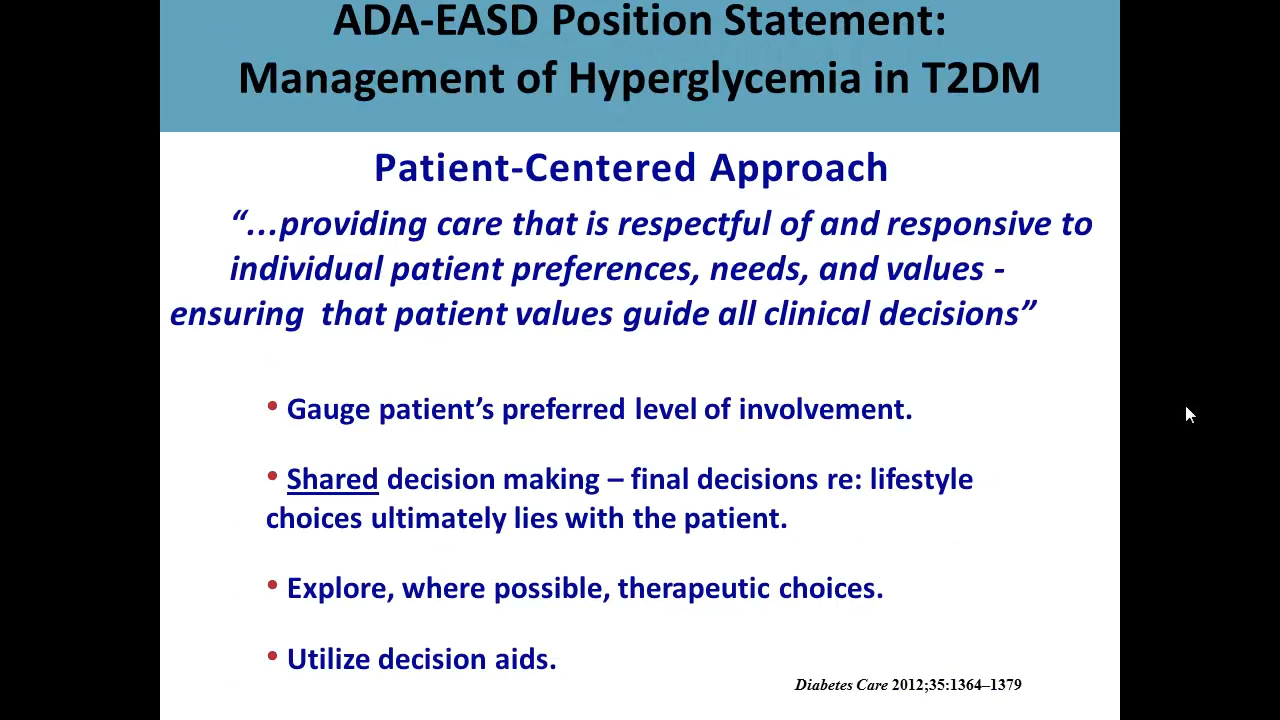 ADA-EASD Position Statement:
Management of Hyperglycemia in T2DM
Patient-Centered Approach
“...providing care that is respectful of and responsive to
individual patient preferences, needs, and values -
ensuring that patient values guide all clinical decisions”
• Gauge patient’s preferred level of involvement.
• Shared decision making – final decisions re: lifestyle
choices ultimately lies with the patient.
• Explore, where possible, therapeutic choices.
• Utilize decision aids.
Diabetes Care 2012;35:1364–1379